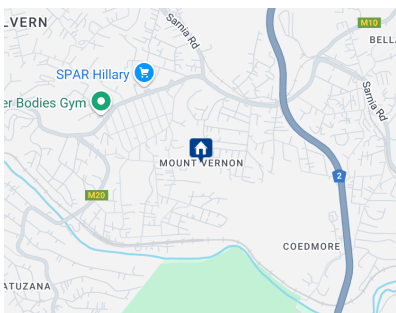 LVERN
Sarnia Rd
M10
BELLA
SPAR Hillary
er Bodies Gym
Sarnia Rd
MOUNT VERNON
2
M20
COEDMORE
ATUZANA